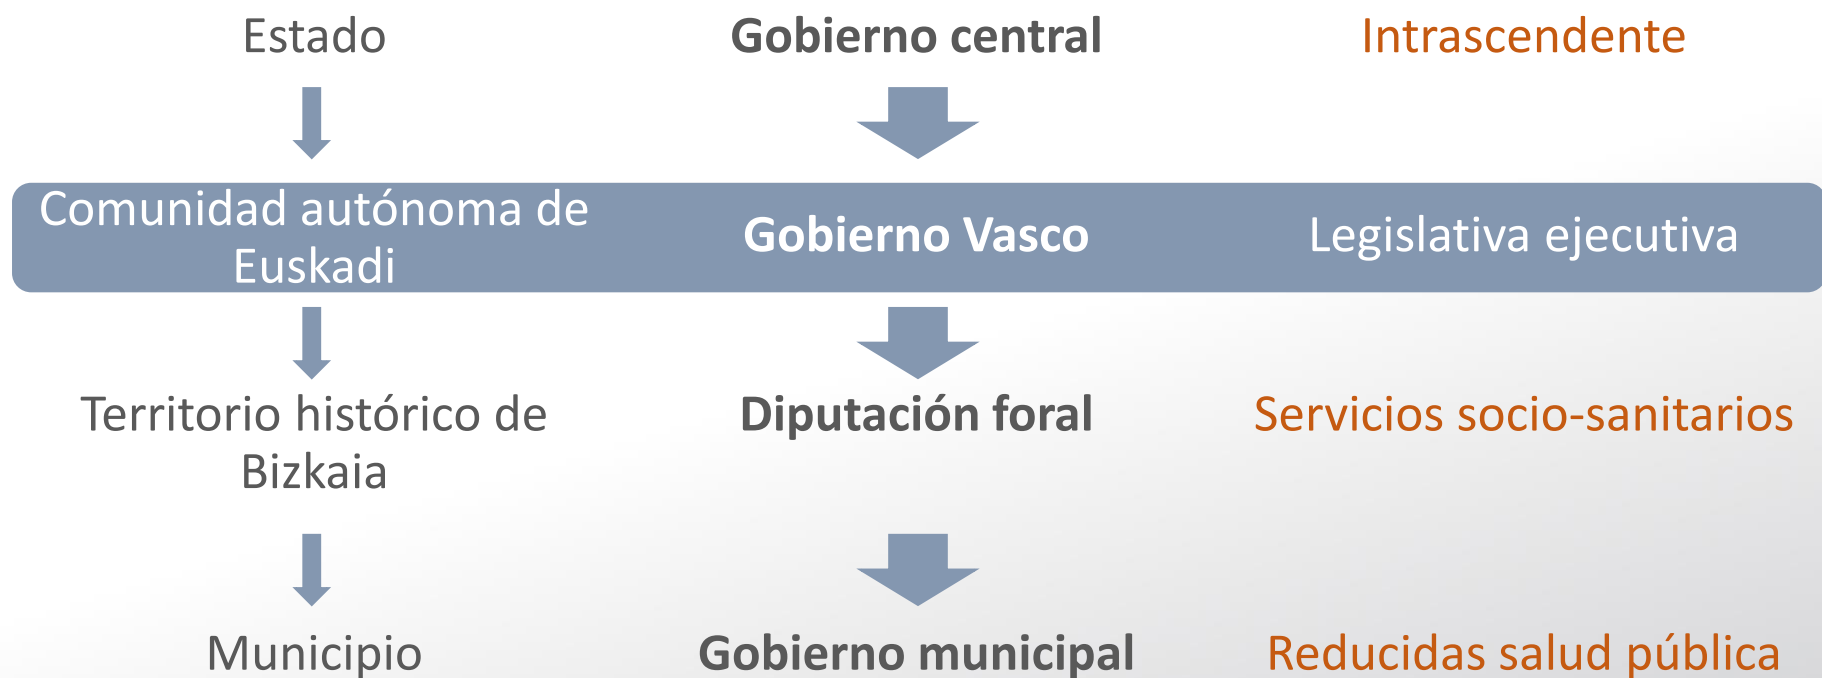 Estado
Gobierno central
Intrascendente
Comunidad autónoma de
Euskadi
Gobierno Vasco
Legislativa ejecutiva
Territorio histórico de
Bizkaia
Diputación foral
Servicios socio-sanitarios
Municipio
Gobierno municipal
Reducidas salud pública